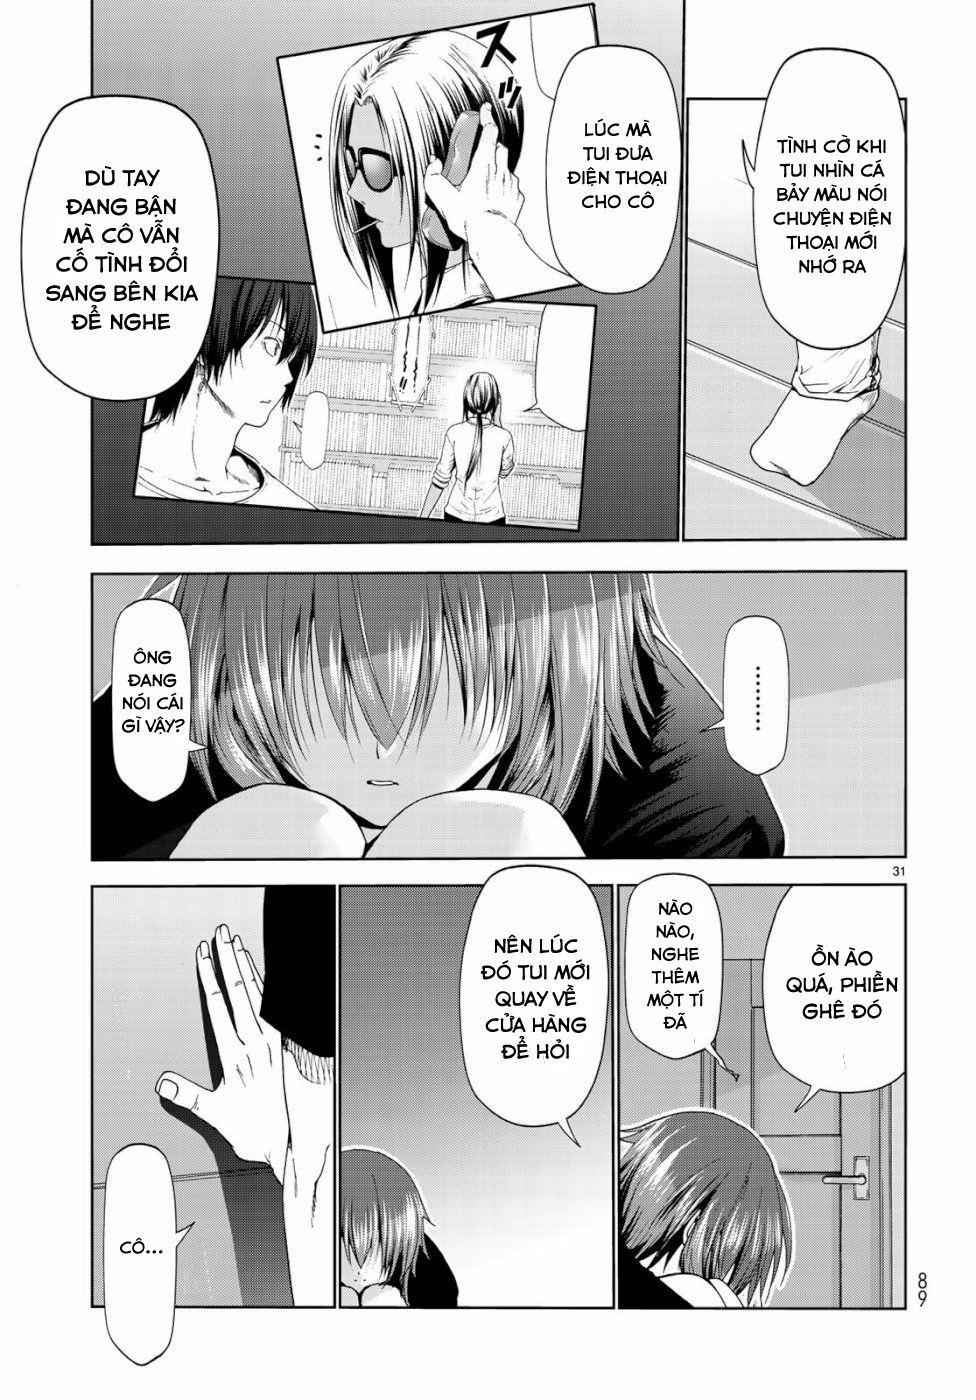 TÌNH CỜ KHI
TUI NHÌN CÁ
BẢY MÀU NÓI
CHUYỆN ĐIỆN
THOẠI MỚI
NHỚ RA
ス
LÚC MÀ
TUI ĐƯA
ĐIỆN THOẠI
CHO CÔ
DÙ TAY
ĐANG BẬN
MÀ CÔ VẪN
CỐ TÌNH ĐỔI
SANG BÊN KIA
ĐỂ NGHE
.........
ÔNG
ĐANG
NÓI CÁI
GÌ VẬY?
31
ỒN ÀO
QUÁ, PHIỀN
GHÊ ĐÓ
NÀO
NÀO,
NGHE
THÊM
MỘT TÍ
ĐÃ
NÊN LÚC
ĐÓ TUI MỚI
QUAY VỀ
CỬA HÀNG
ĐỂ HỎI
CÔ...
89